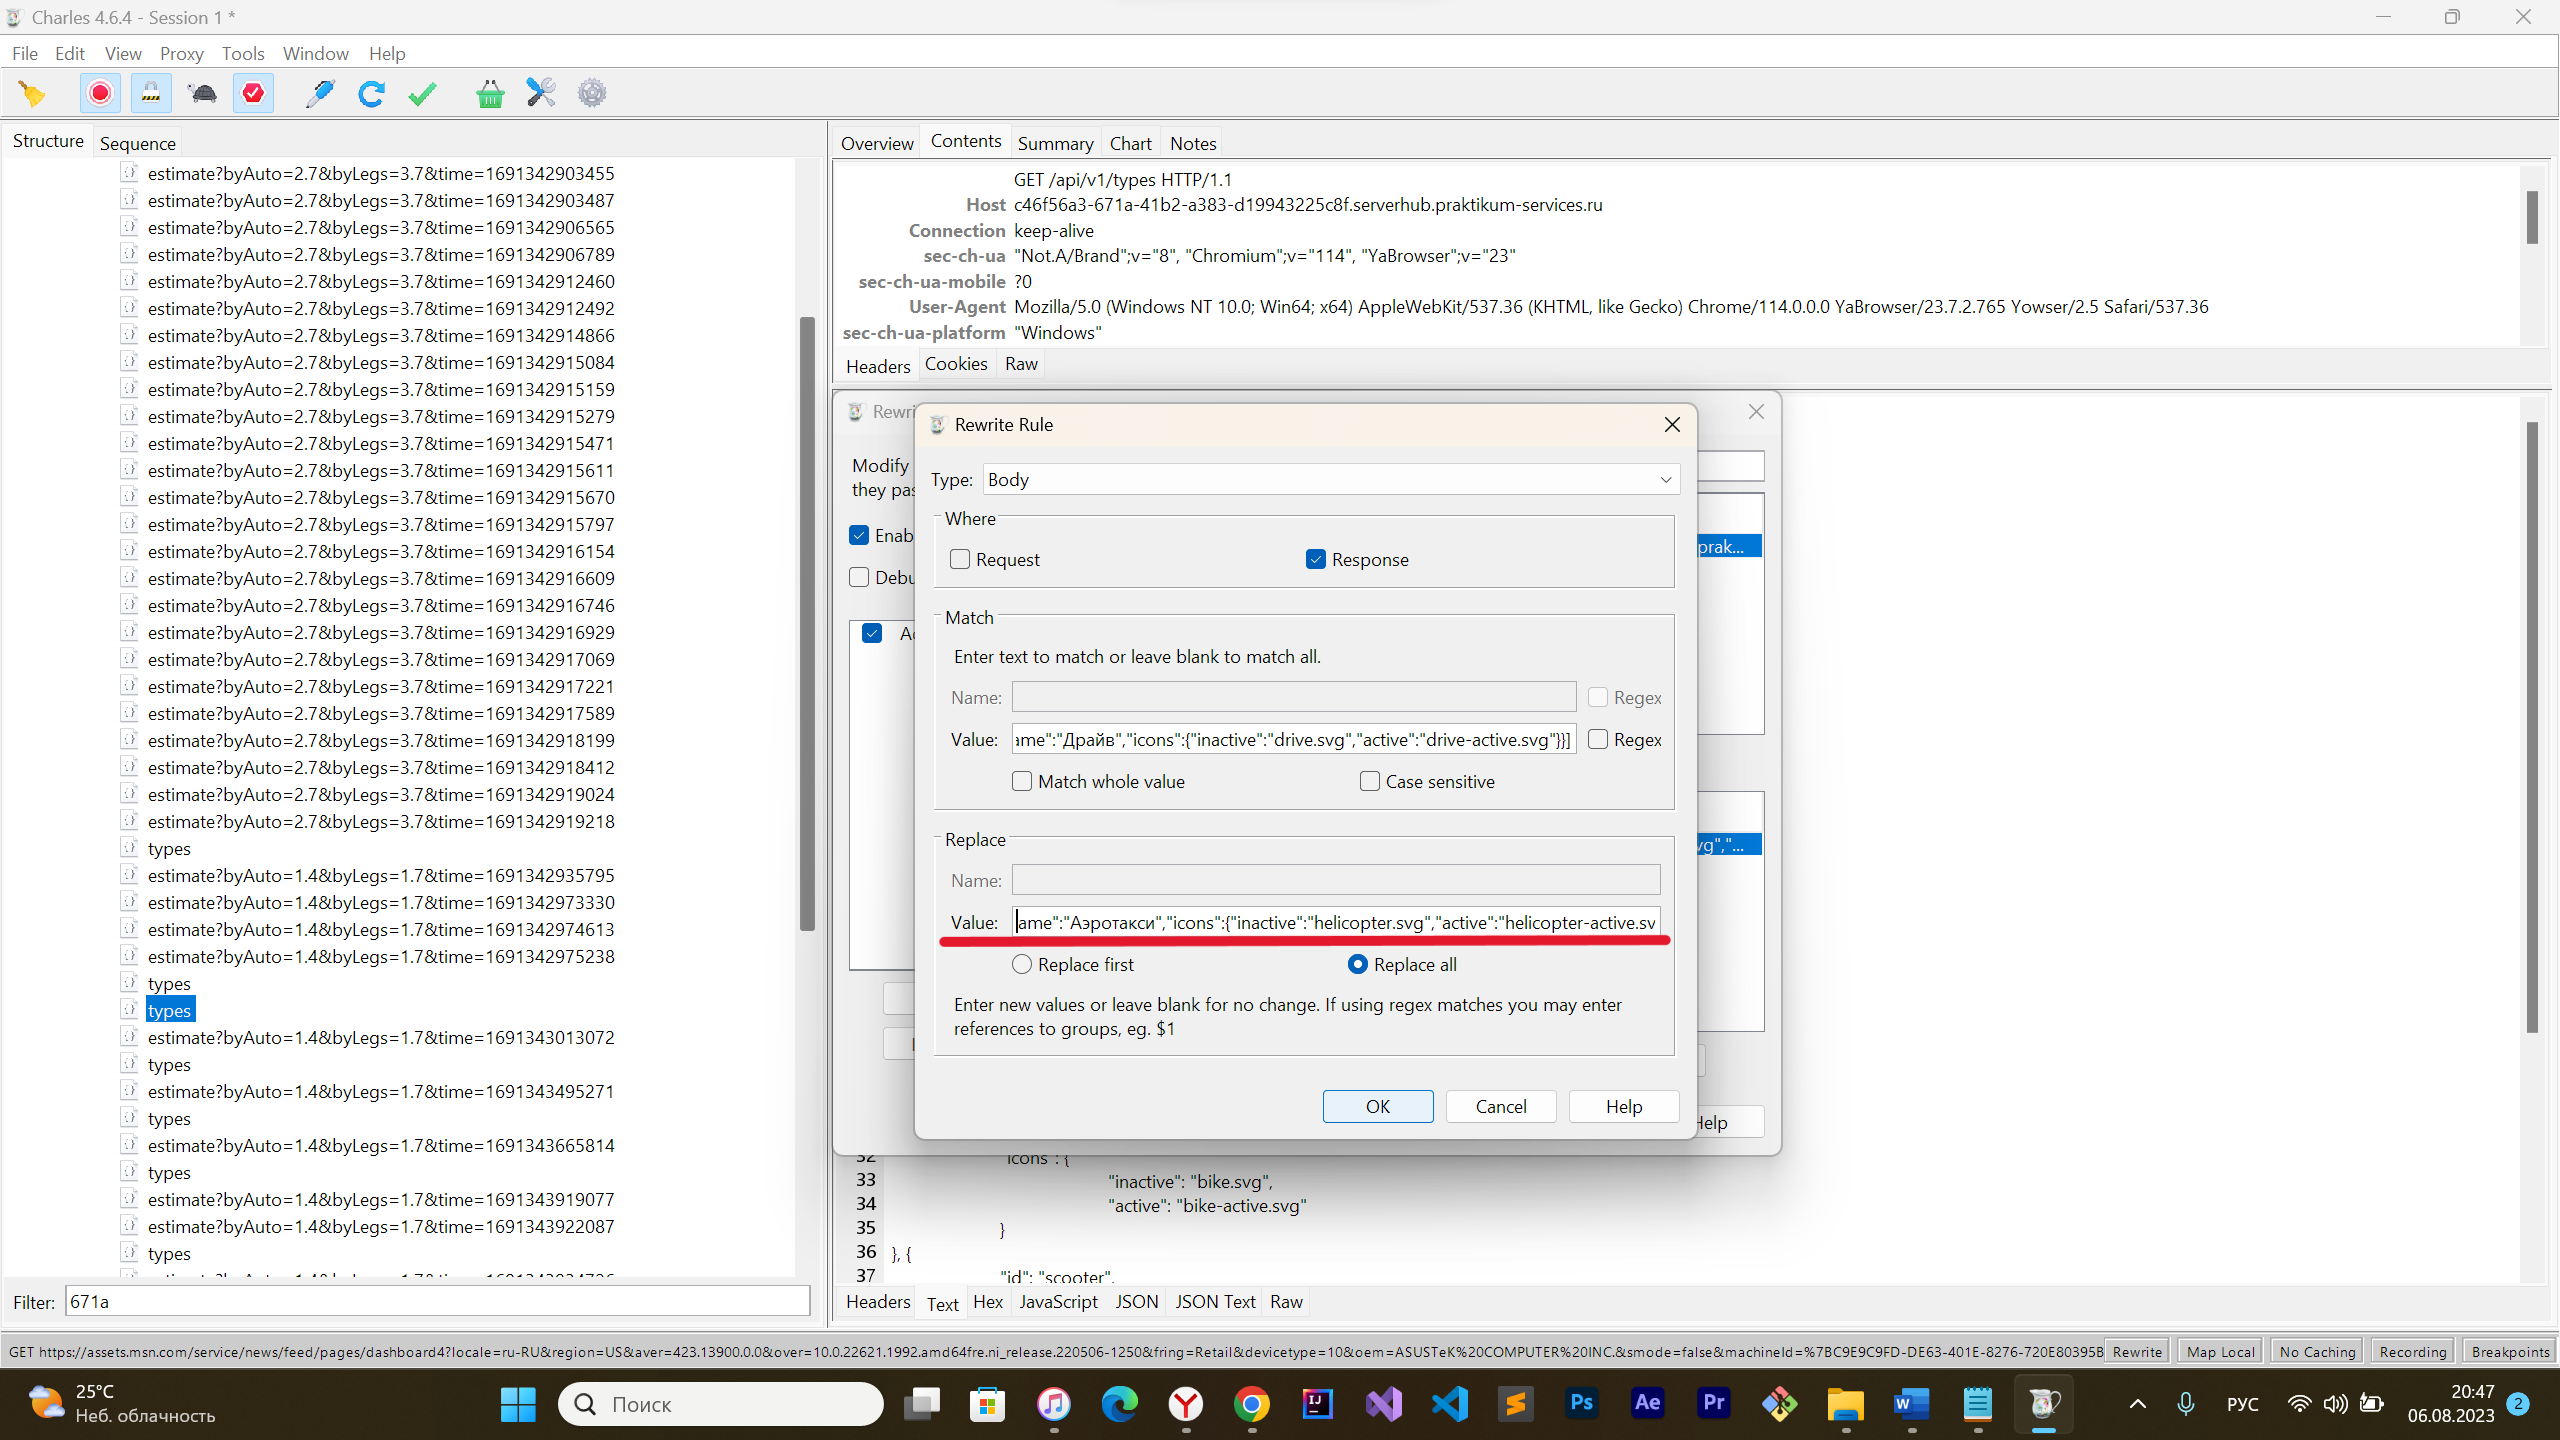 Charles 4.6.4 - Session 1 *
File Edit View Proxy Tools Window Help
Structure Sequence
estimate?byAuto=2.7&byLegs=3.7&time=1691342903455
estimate?byAuto=2.7&byLegs=3.7&time=1691342903487
estimate?byAuto=2.7&byLegs=3.7&time=1691342906565
estimate?byAuto=2.7&byLegs=3.7&time=1691342906789
estimate?byAuto=2.7&byLegs=3.7&time=1691342912460
estimate?byAuto=2.7&byLegs=3.7&time=1691342912492
estimate?byAuto=2.7&byLegs=3.7&time=1691342914866
estimate?byAuto=2.7&byLegs=3.7&time=1691342915084
estimate?byAuto=2.7&byLegs=3.7&time=1691342915159
estimate?byAuto=2.7&byLegs=3.7&time=1691342915279
estimate?byAuto=2.7&byLegs=3.7&time=1691342915471
estimate?byAuto=2.7&byLegs=3.7&time=1691342915611
estimate?byAuto=2.7&byLegs=3.7&time=1691342915670
estimate?byAuto=2.7&byLegs=3.7&time=1691342915797
estimate?byAuto=2.7&byLegs=3.7&time=1691342916154
estimate?byAuto=2.7&byLegs=3.7&time=1691342916609
estimate?byAuto=2.7&byLegs=3.7&time=1691342916746
estimate?byAuto=2.7&byLegs=3.7&time=1691342916929
estimate?byAuto=2.7&byLegs=3.7&time=1691342917069
estimate?byAuto=2.7&byLegs=3.7&time=1691342917221
estimate?byAuto=2.7&byLegs=3.7&time=1691342917589
estimate?byAuto=2.7&byLegs=3.7&time=1691342918199
estimate?byAuto=2.7&byLegs=3.7&time=1691342918412
estimate?byAuto=2.7&byLegs=3.7&time=1691342919024
estimate?byAuto=2.7&byLegs=3.7&time=1691342919218
types
estimate?byAuto=1.4&byLegs=1.7&time=1691342935795
estimate?byAuto=1.4&byLegs=1.7&time=1691342973330
estimate?byAuto=1.4&byLegs=1.7&time=1691342974613
estimate?byAuto=1.4&byLegs=1.7&time=1691342975238
types
types
estimate?byAuto=1.4&byLegs=1.7&time=1691343013072
types
estimate?byAuto=1.4&byLegs=1.7&time=1691343495271
types
estimate?byAuto=1.4&byLegs=1.7&time=1691343665814
types
estimate?byAuto=1.4&byLegs=1.7&time=1691343919077
estimate?byAuto=1.4&byLegs=1.7&time=1691343922087
types
Filter: 671a
Overview Contents Summary Chart Notes
GET /api/v1/types HTTP/1.1
Host c46f56a3-671a-41b2-a383-d19943225c8f.serverhub.praktikum-services.ru
Connection keep-alive
sec-ch-ua "Not.A/Brand";v="8", "Chromium";v="114", "YaBrowser";v="23"
sec-ch-ua-mobile ?0
User-Agent Mozilla/5.0 (Windows NT 10.0; Win64; x64) AppleWebKit/537.36 (KHTML, like Gecko) Chrome/114.0.0.0 YaBrowser/23.7.2.765 Yowser/2.5 Safari/537.36
sec-ch-ua-platform "Windows"
Headers Cookies Raw
Rewri
Modify
they pas
Enab
Debu
prak...
vg","...
Help
Rewrite Rule
Type: Body
Where
Request Response
Match
Enter text to match or leave blank to match all.
Name: Regex
Value: ame":"Драйв","icons":{"inactive":"drive.svg","active":"drive-active.svg"}}] Regex
Match whole value Case sensitive
Replace
Name:
Value: ame":"Аэротакси","icons":{"inactive":"helicopter.svg","active":"helicopter-active.sv
Replace first Replace all
Enter new values or leave blank for no change. If using regex matches you may enter
references to groups, eg. $1
OK Cancel Help
32 "icons": {
33 "inactive": "bike.svg",
34 "active": "bike-active.svg"
35 }
36 }, {
37 "id": "scooter",
Headers Text Hex JavaScript JSON JSON Text Raw
GET https://assets.msn.com/service/news/feed/pages/dashboard4?locale=ru-RU&region=US&aver=423.13900.0.0&over=10.0.22621.1992.amd64fre.ni_release.220506-1250&fring=Retail&devicetype=10&oem=ASUSTeK%20COMPUTER%20INC.&smode=false&machineId=%7BC9E9C9FD-DE63-401E-8276-720E80395B Rewrite Map Local No Caching Recording Breakpoints
25°C
Неб. облачность
Поиск
IJ
Ps
Ae
Pr
W
РУС
20:47
06.08.2023
2